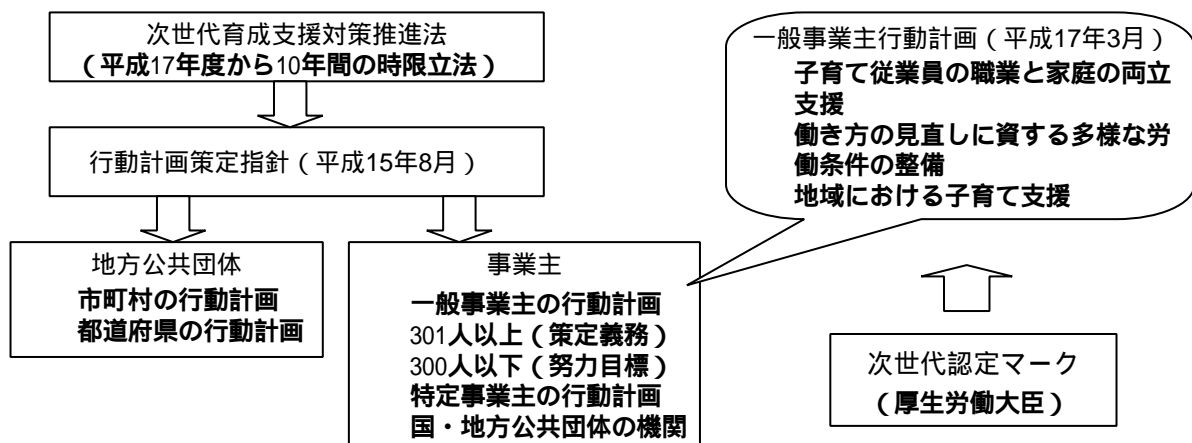 次世代育成支援対策推進法
（平成17年度から10年間の時限立法）
行動計画策定指針（平成15年8月）
地方公共団体
市町村の行動計画
都道府県の行動計画
事業主
一般事業主の行動計画
301人以上（策定義務）
300人以下（努力目標）
特定事業主の行動計画
国・地方公共団体の機関
一般事業主行動計画（平成17年3月）
子育て従業員の職業と家庭の両立
支援
働き方の見直しに資する多様な労
働条件の整備
地域における子育て支援
次世代認定マーク
（厚生労働大臣）